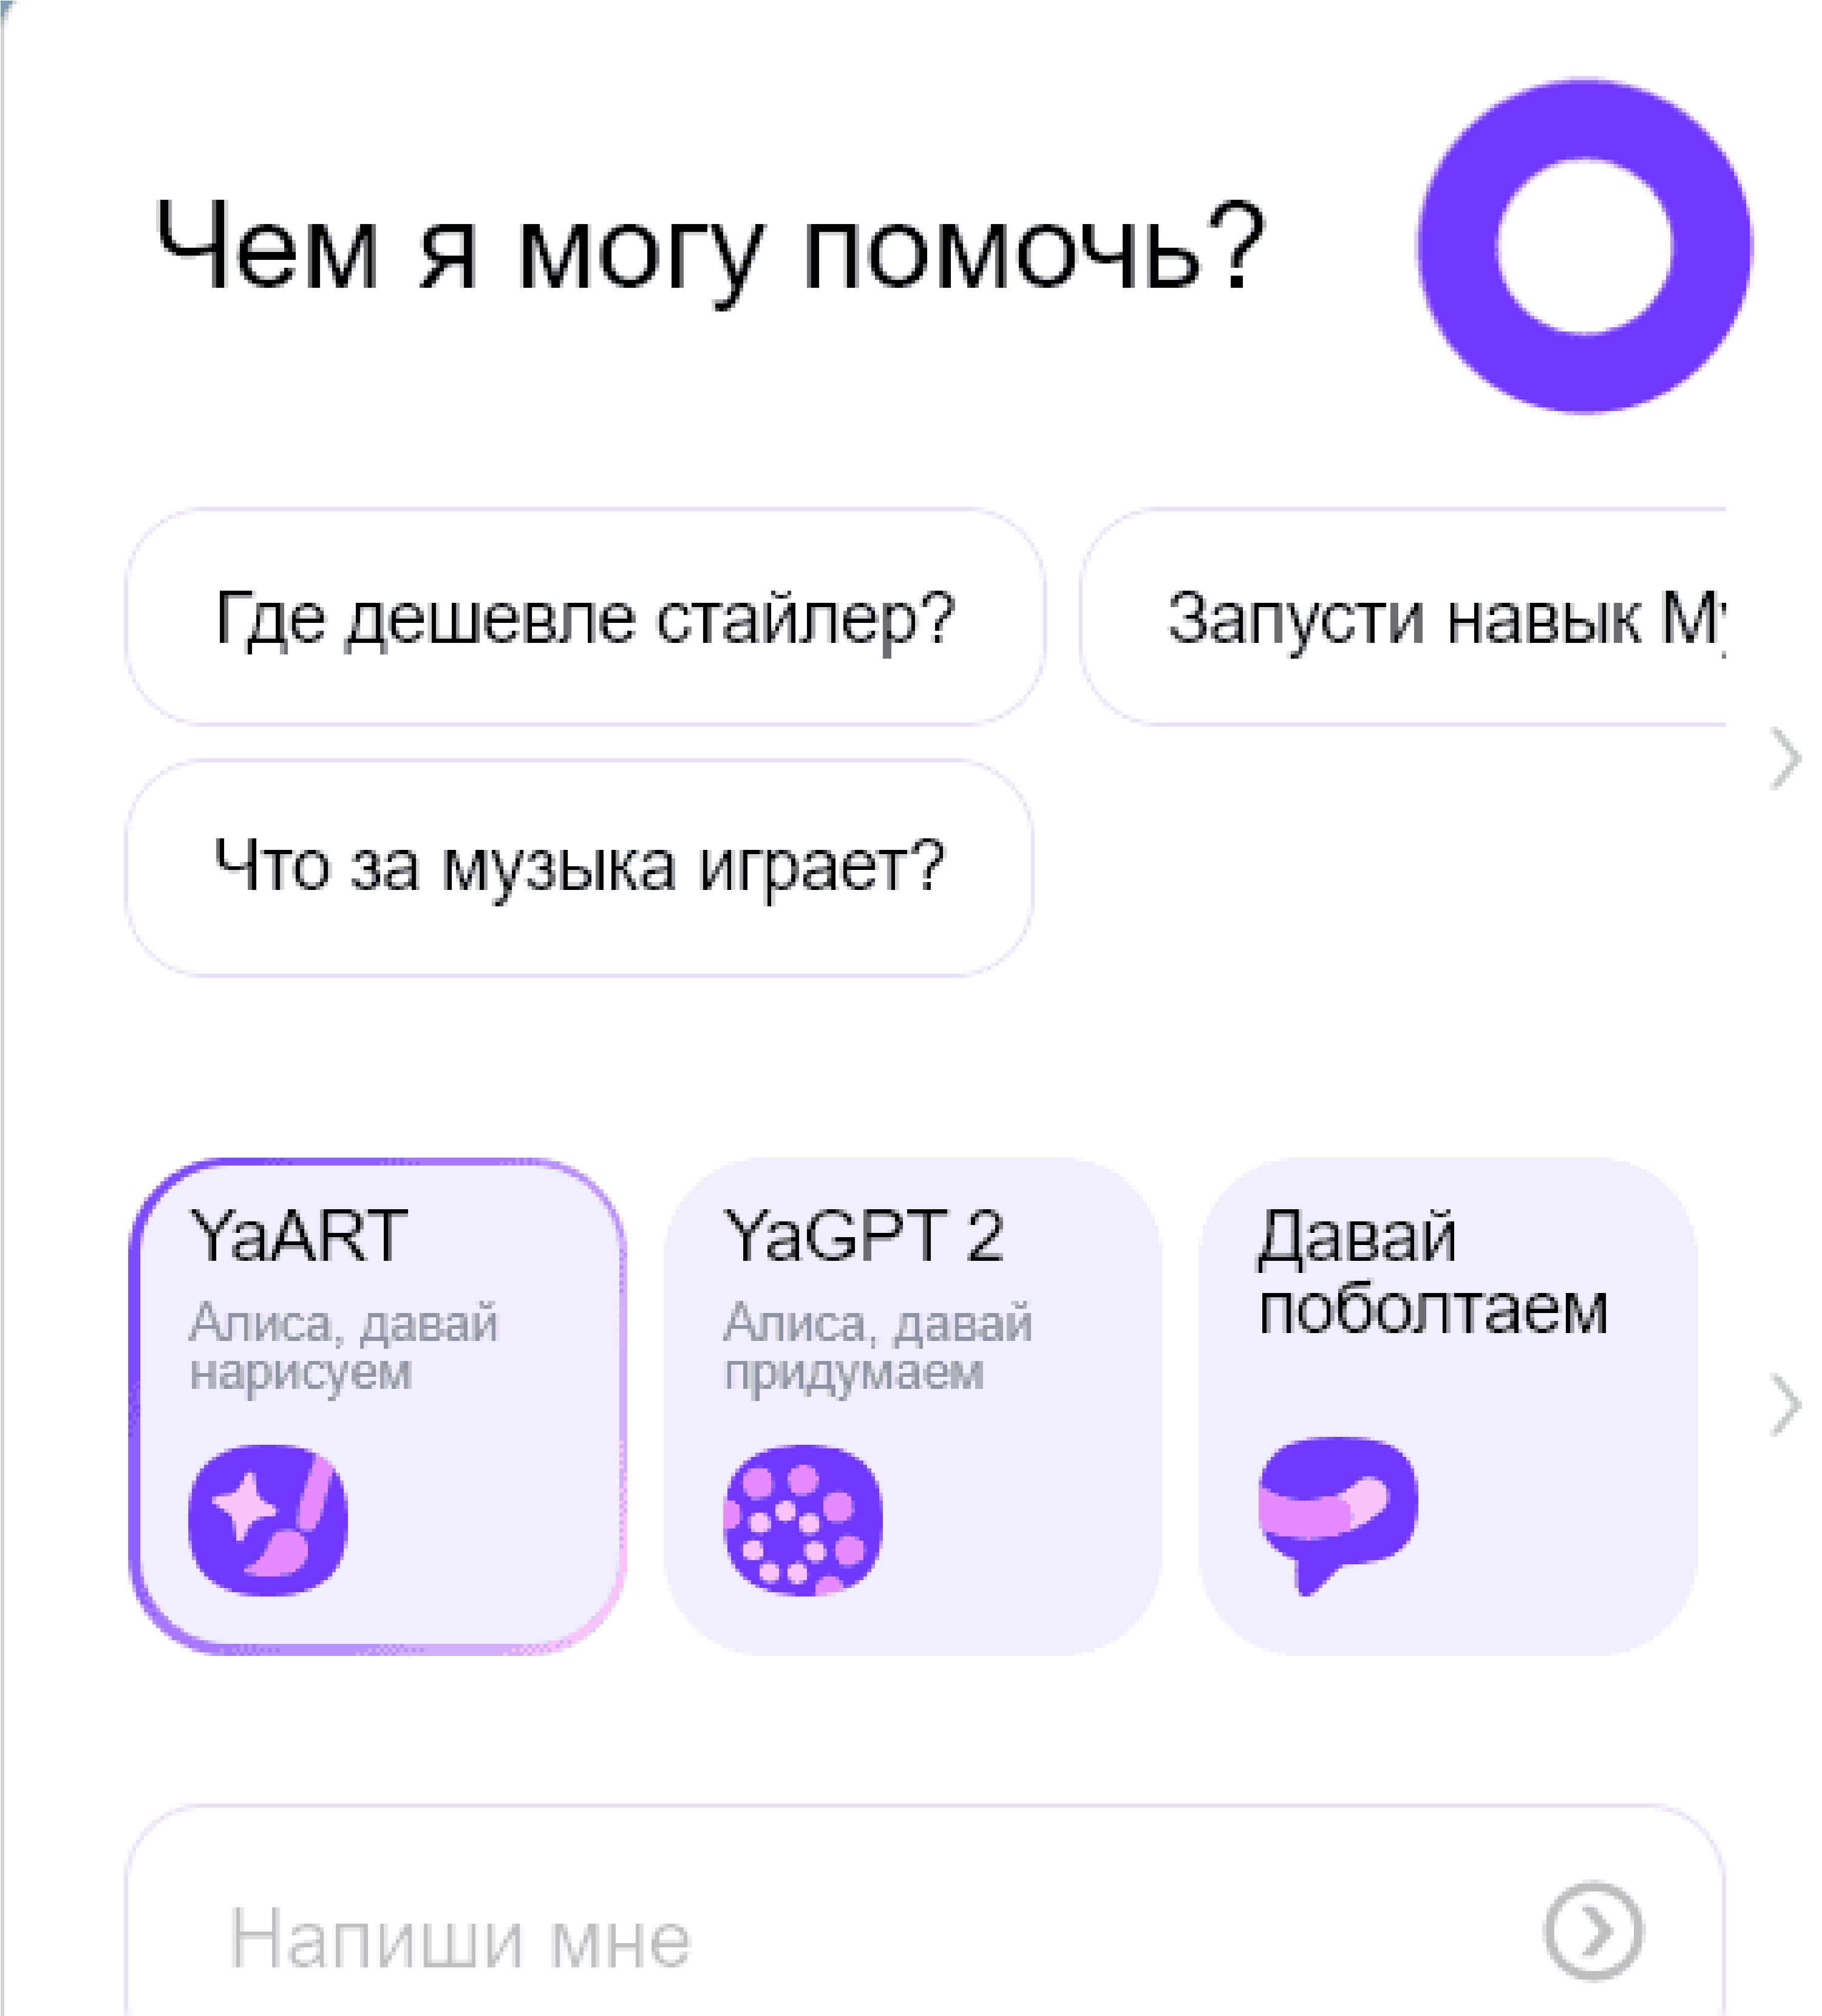 Чем я могу помочь?
Где дешевле стайлер?
Запусти навык
Что за музыка играет?
YaART
Алиса, давай
нарисуем
YaGPT 2
Алиса, давай
придумаем
Давай
поболтаем
Напиши мне